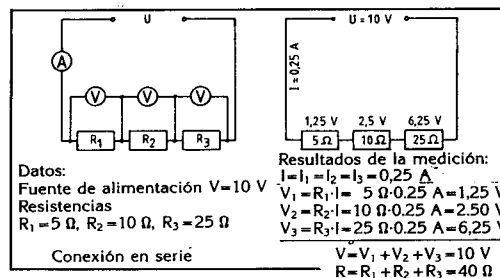 U
A
V V V
R₁ R₂ R₃
Datos:
Fuente de alimentación V=10 V
Resistencias
R₁=5 Ω, R₂=10 Ω, R₃=25 Ω
Conexión en serie
U=10 V
I=0,25 A
1,25 V 2,5 V 6,25 V
5Ω 10Ω 25Ω
Resultados de la medición:
I=I₁=I₂=I₃=0,25 A
V₁=R₁·I= 5 Ω·0.25 A=1,25 V
V₂=R₂·I=10 Ω·0.25 A=2.50 V
V₃=R₃·I=25 Ω·0.25 A=6,25 V
V=V₁+V₂+V₃=10 V
R=R₁+R₂+R₃=40 Ω